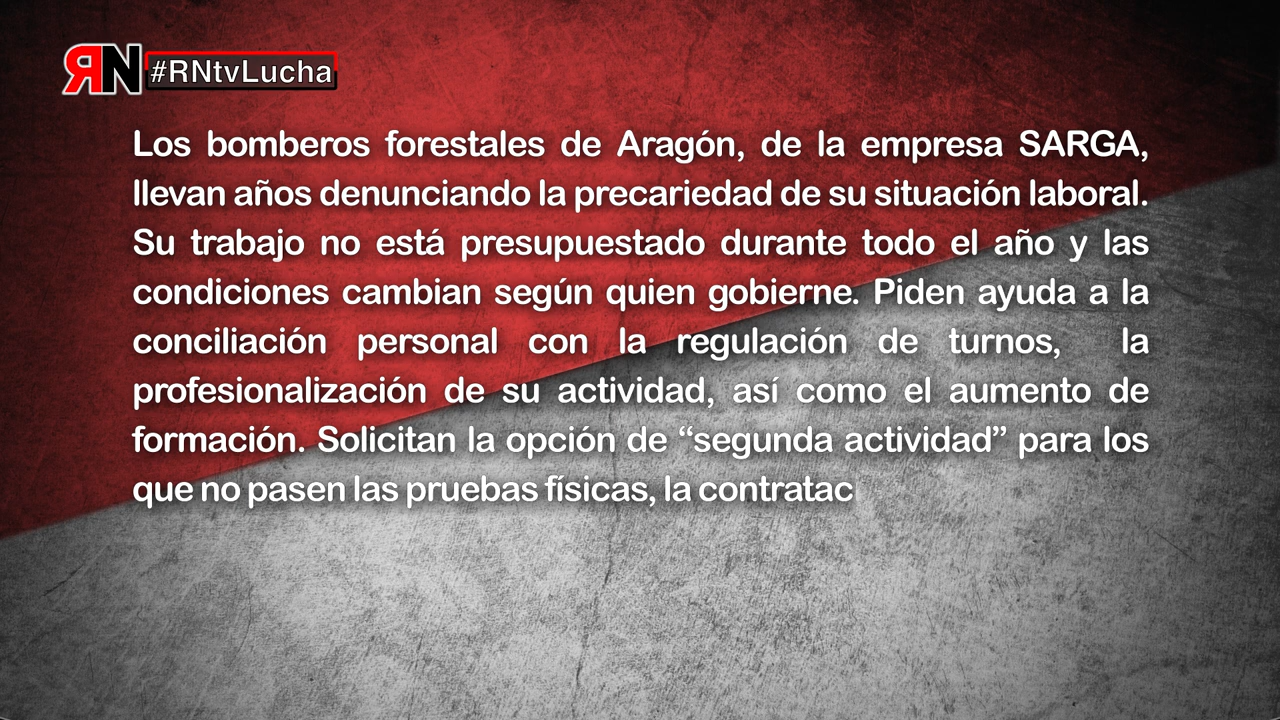 RN #RNtvLucha
Los bomberos forestales de Aragón, de la empresa SARGA,
llevan años denunciando la precariedad de su situación laboral.
Su trabajo no está presupuestado durante todo el año y las
condiciones cambian según quien gobierne. Piden ayuda a la
conciliación personal con la regulación de turnos, la
profesionalización de su actividad, así como el aumento de
formación. Solicitan la opción de “segunda actividad” para los
que no pasen las pruebas físicas, la contratac